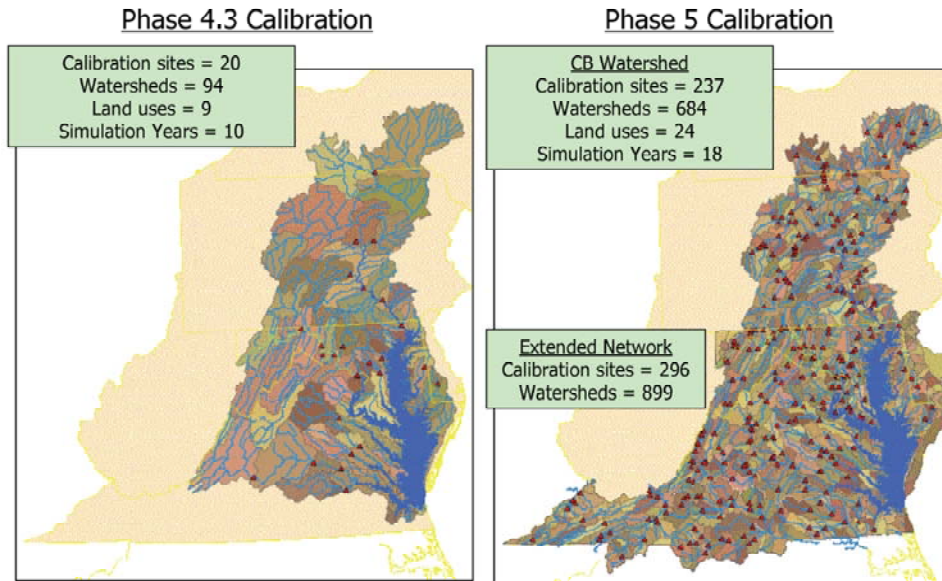 Phase 4.3 Calibration
Calibration sites = 20
Watersheds = 94
Land uses = 9
Simulation Years = 10
Phase 5 Calibration
CB Watershed
Calibration sites = 237
Watersheds = 684
Land uses = 24
Simulation Years = 18
Extended Network
Calibration sites = 296
Watersheds = 899